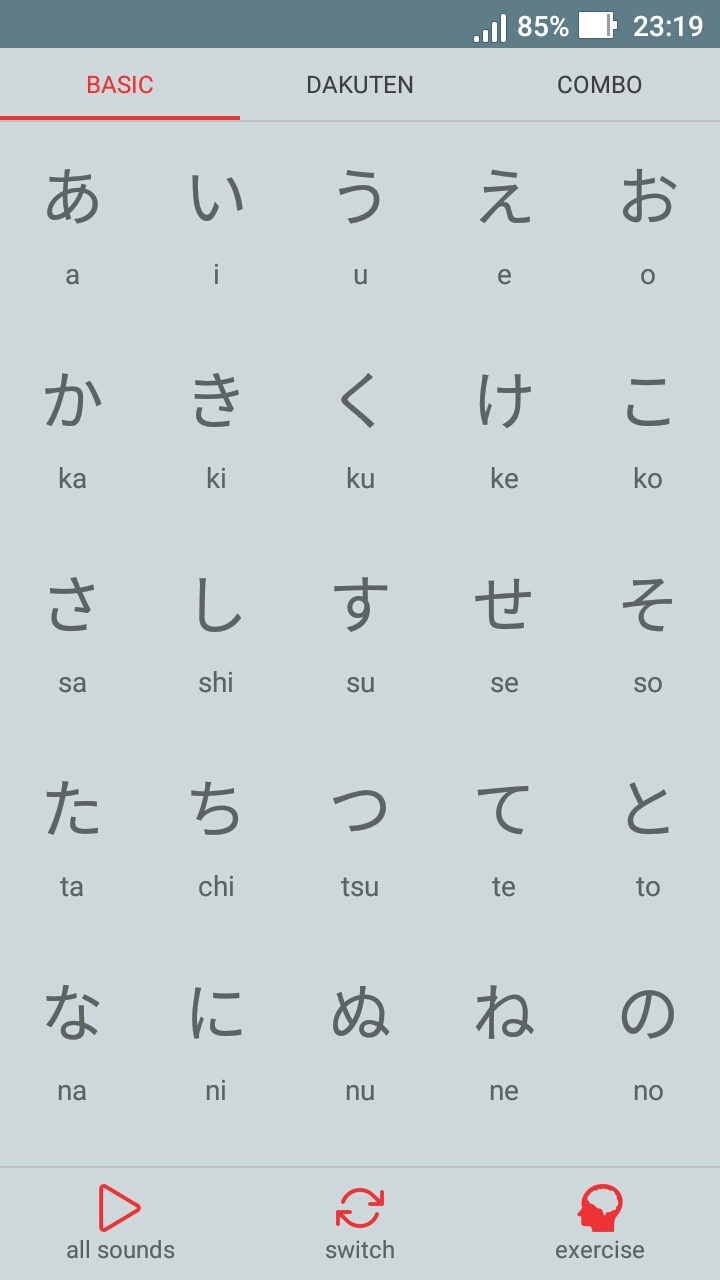 85% 23:19
BASIC DAKUTEN COMBO
あ い う え お
a i u e o
か き く け こ
ka ki ku ke ko
さ し す せ そ
sa shi su se so
た ち つ て と
ta chi tsu te to
な に ぬ ね の
na ni nu ne no
all sounds switch exercise